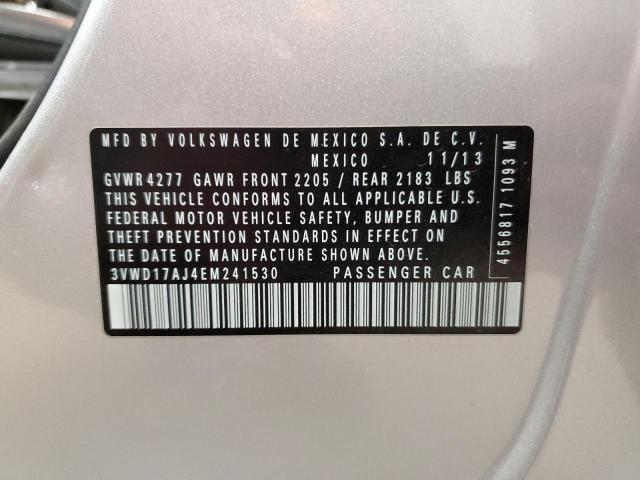 MFD BY VOLKSWAGEN DE MEXICO S.A. DE C.V.
MEXICO 11/13
GVWR 4277 GAWR FRONT 2205 / REAR 2183 LBS
THIS VEHICLE CONFORMS TO ALL APPLICABLE U.S.
FEDERAL MOTOR VEHICLE SAFETY, BUMPER AND
THEFT PREVENTION STANDARDS IN EFFECT ON
THE DATE OF MANUFACTURE SHOWN ABOVE.
3VWD17AJ4EM241530 PASSENGER CAR
4556817 1093 M